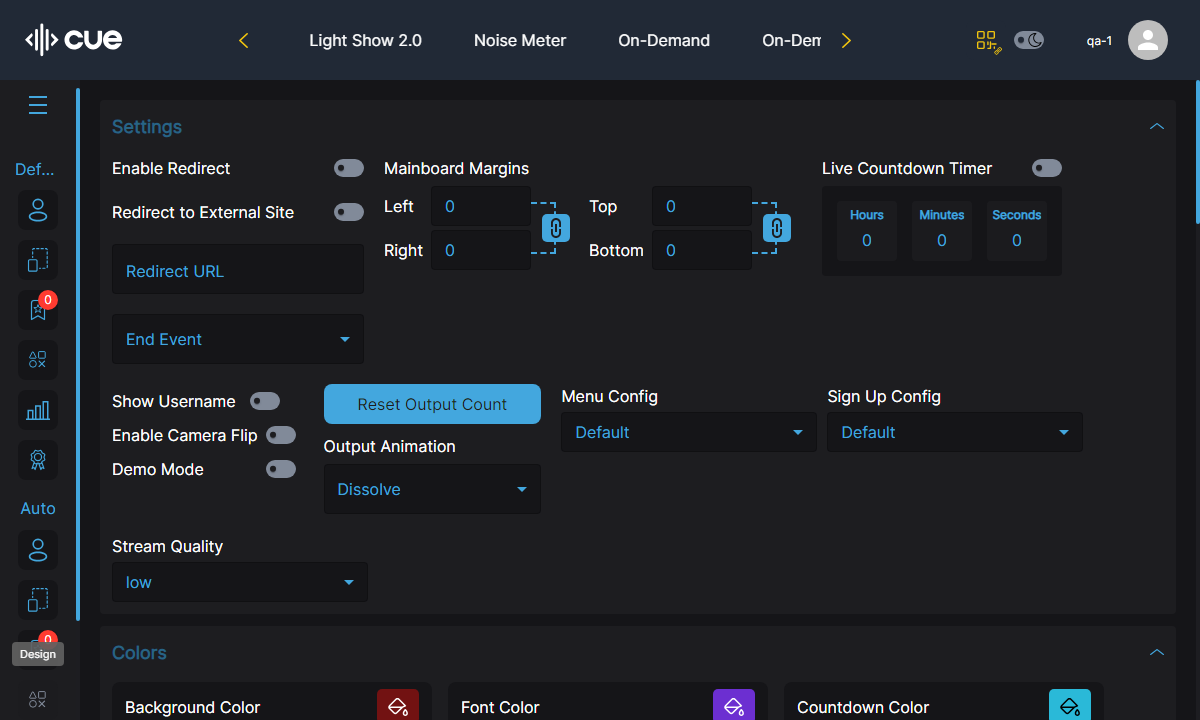 cue
Light Show 2.0
Noise Meter
On-Demand
On-Dem
qa-1
Def...
0
Auto
0
Design
Settings
Enable Redirect
Redirect to External Site
Redirect URL
End Event
Mainboard Margins
Left
0
Right
0
Top
0
Bottom
0
Live Countdown Timer
Hours
Minutes
Seconds
0
0
0
Show Username
Enable Camera Flip
Demo Mode
Reset Output Count
Output Animation
Dissolve
Menu Config
Default
Sign Up Config
Default
Stream Quality
low
Colors
Background Color
Font Color
Countdown Color